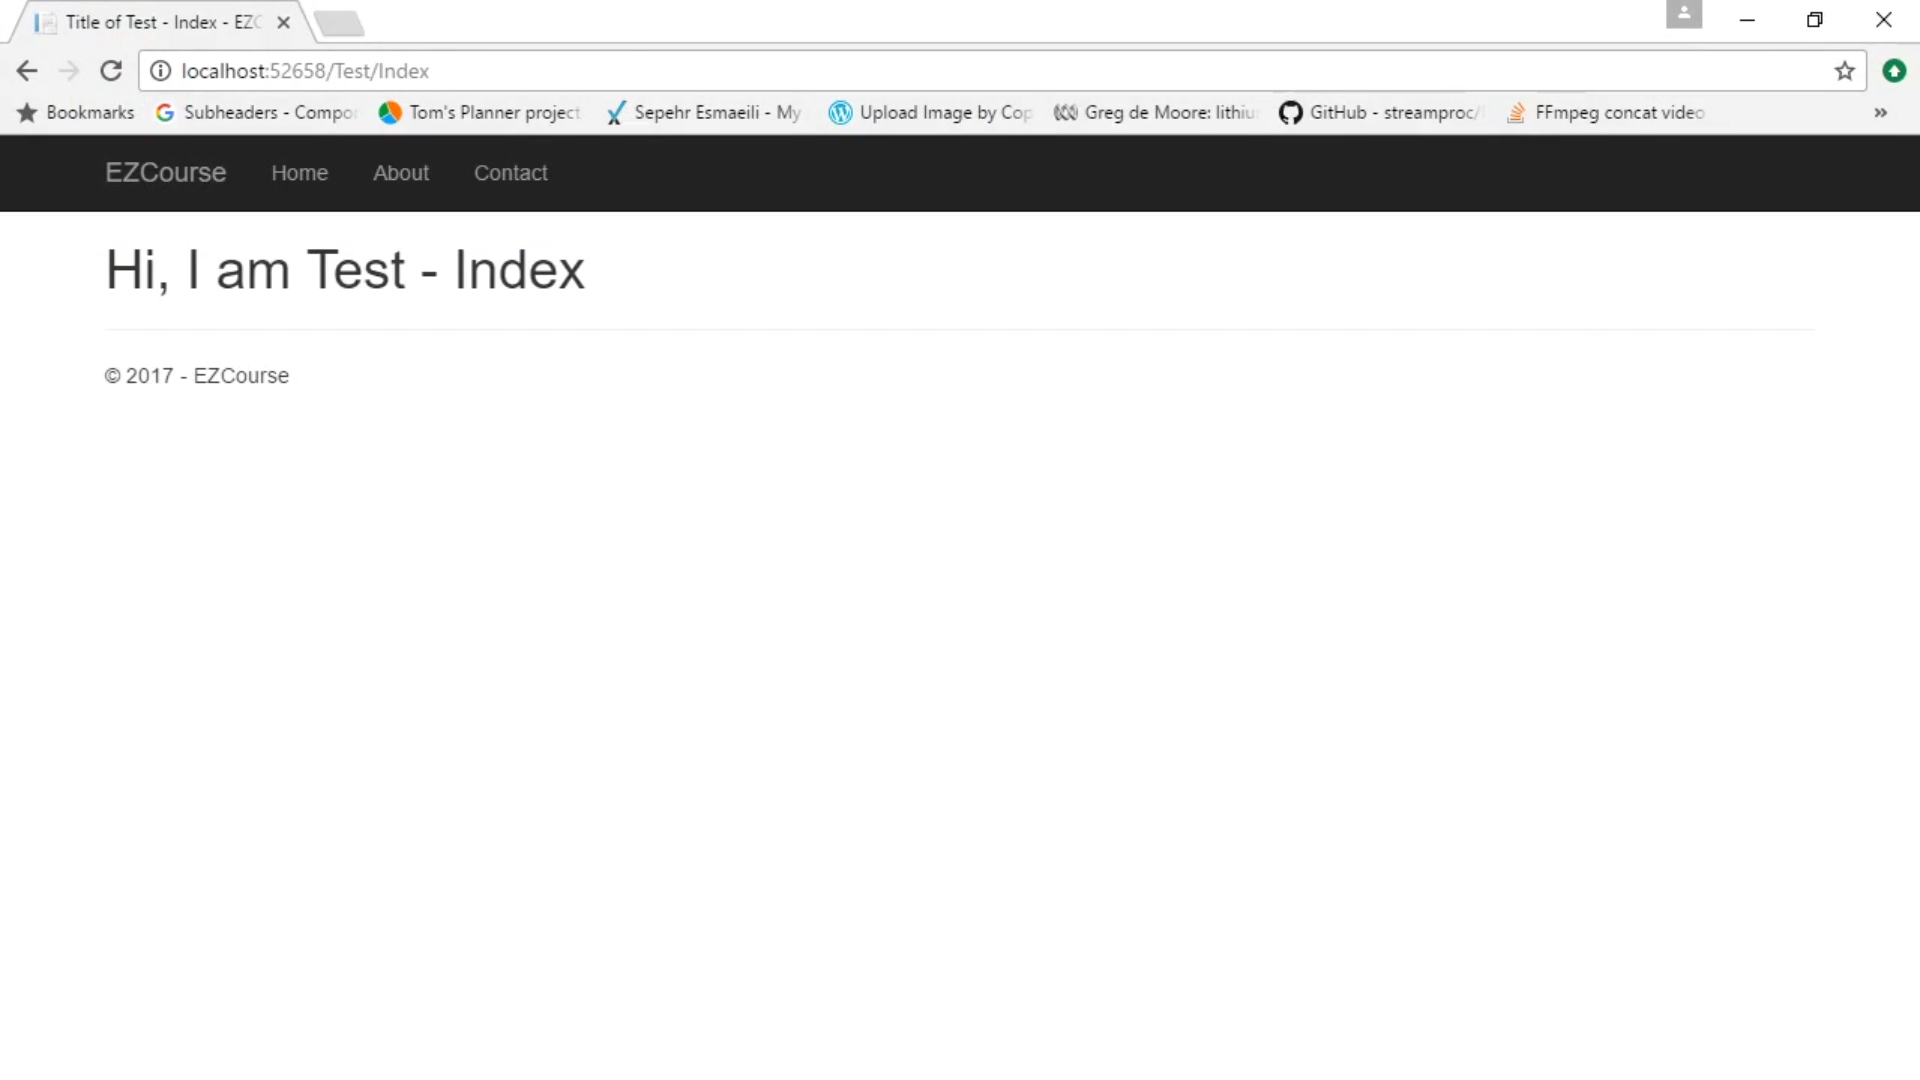 Title of Test - Index - EZC
localhost:52658/Test/Index
Bookmarks Subheaders - Compo Tom's Planner project Sepehr Esmaeili - My Upload Image by Cop Greg de Moore: lithiu GitHub - streamproc/ FFmpeg concat video
EZCourse Home About Contact
Hi, I am Test - Index
© 2017 - EZCourse